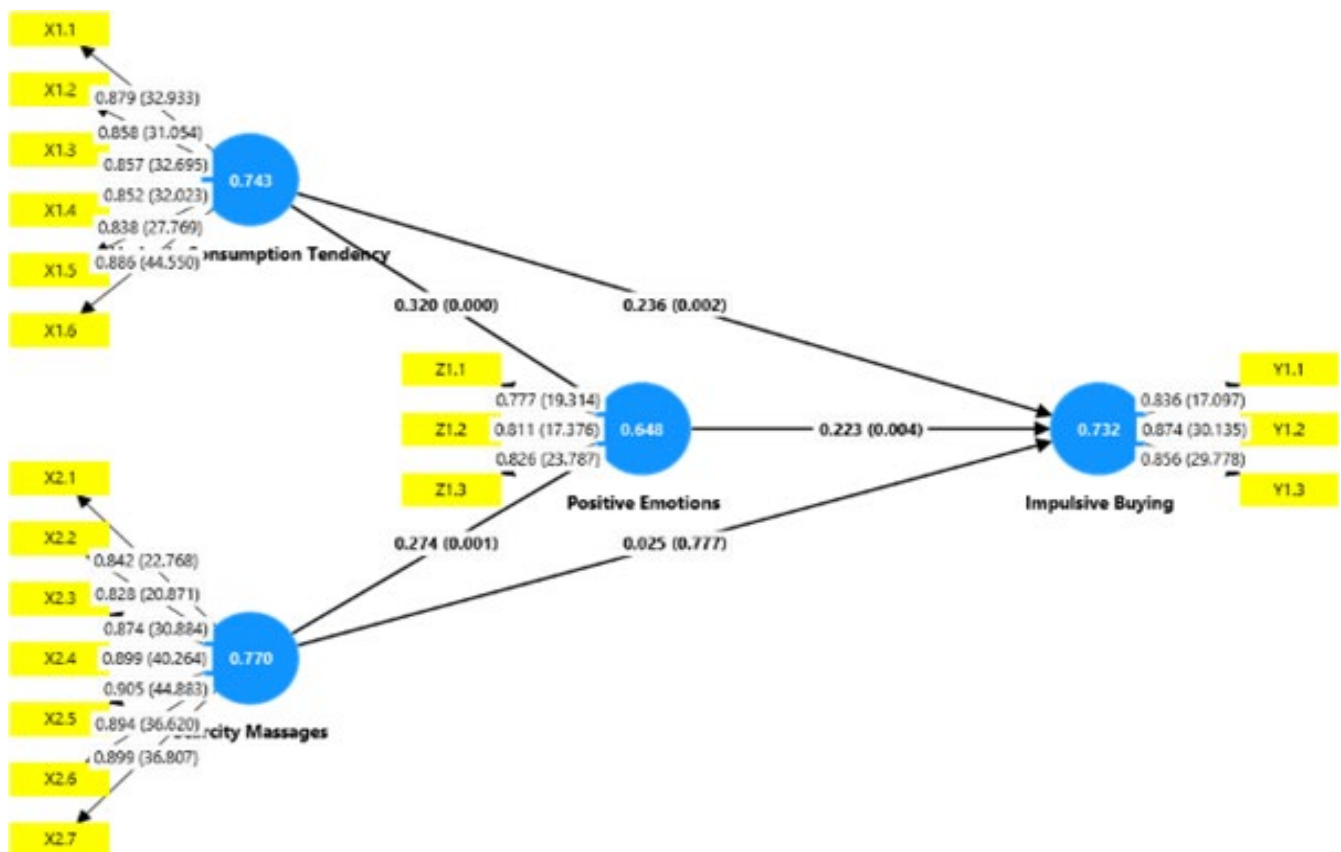 X1.1
X1.2
X1.3
X1.4
X1.5
X1.6
0.879 (32.933)
0.858 (31.054)
0.857 (32.695)
0.852 (32.023)
0.838 (27.769)
0.886 (44.550)
0.743
Consumption Tendency
0.320 (0.000)
0.236 (0.002)
Z1.1
Z1.2
Z1.3
0.777 (19.314)
0.811 (17.376)
0.826 (23.787)
0.648
Positive Emotions
0.223 (0.004)
0.732
Impulsive Buying
0.836 (17.097)
0.874 (30.135)
0.856 (29.778)
Y1.1
Y1.2
Y1.3
0.274 (0.001)
0.025 (0.777)
X2.1
X2.2
X2.3
X2.4
X2.5
X2.6
X2.7
0.842 (22.768)
0.828 (20.871)
0.874 (30.884)
0.899 (40.264)
0.905 (44.883)
0.894 (36.620)
0.899 (36.807)
0.770
Massages